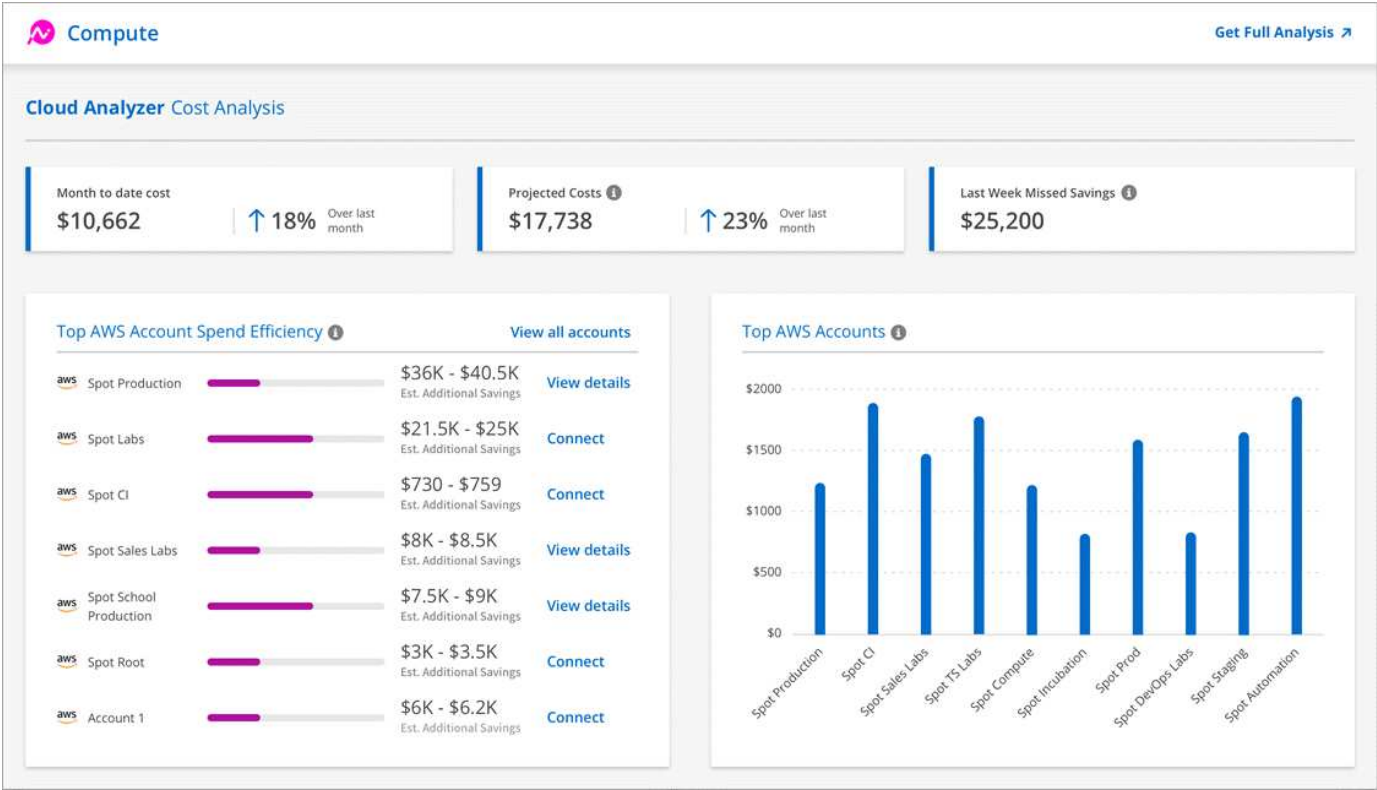 Compute
Get Full Analysis
Cloud Analyzer Cost Analysis
Month to date cost
$10,662
18%
Over last
month
Projected Costs
$17,738
23%
Over last
month
Last Week Missed Savings
$25,200
Top AWS Account Spend Efficiency
View all accounts
aws
Spot Production
$36K - $40.5K
Est. Additional Savings
View details
aws
Spot Labs
$21.5K - $25K
Est. Additional Savings
Connect
aws
Spot CI
$730 - $759
Est. Additional Savings
Connect
aws
Spot Sales Labs
$8K - $8.5K
Est. Additional Savings
View details
aws
Spot School
Production
$7.5K - $9K
Est. Additional Savings
View details
aws
Spot Root
$3K - $3.5K
Est. Additional Savings
Connect
aws
Account 1
$6K - $6.2K
Est. Additional Savings
Connect
Top AWS Accounts
$2000
$1500
$1000
$500
$0
Spot Production
Spot CI
Spot Sales Labs
Spot TS Labs
Spot Compute
Spot Incubation
Spot Prod
Spot DevOps Labs
Spot Staging
Spot Automation